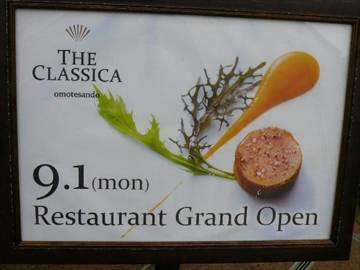 THE
CLASSICA
omotesando
9.1(mon)
Restaurant Grand Open